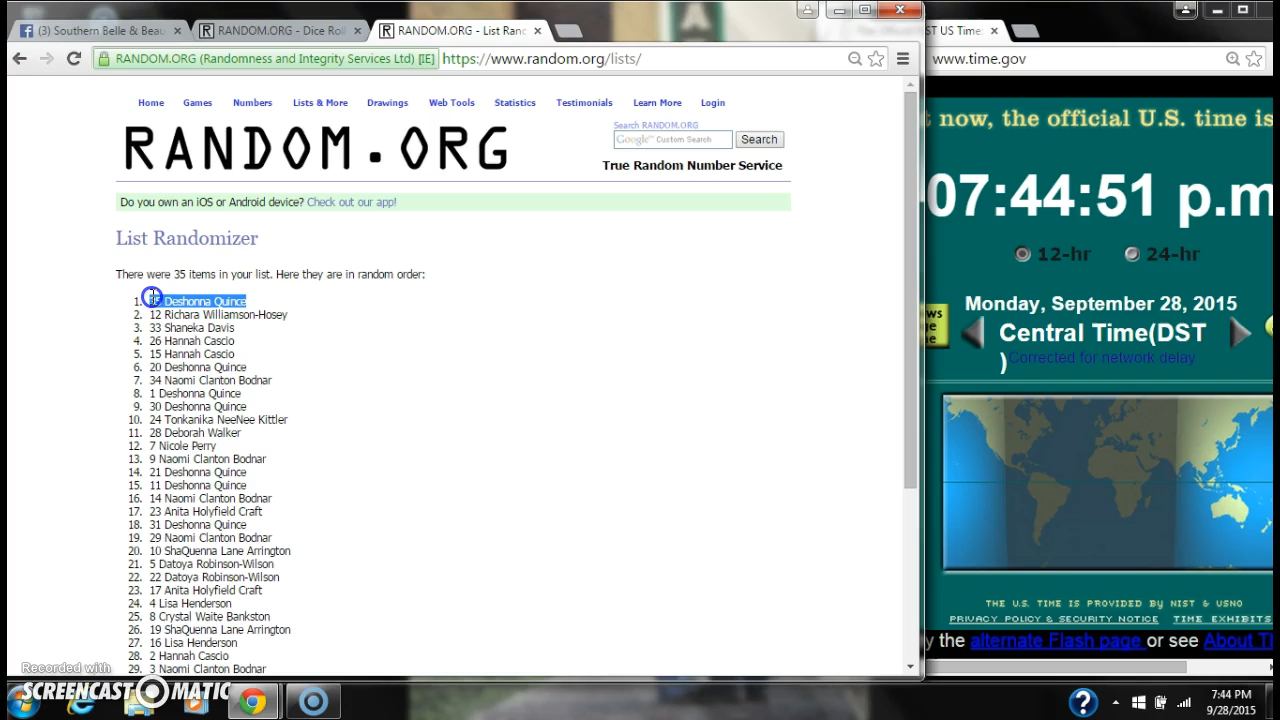 (3) Southern Belle & Beau
RANDOM.ORG - Dice Roll
RANDOM.ORG - List Ran
ST US Time
RANDOM.ORG (Randomness and Integrity Services Ltd) [IE]
https://www.random.org/lists/
www.time.gov
Home Games Numbers Lists & More Drawings Web Tools Statistics Testimonials Learn More Login
RANDOM.ORG
Search RANDOM.ORG
Google™ Custom Search
Search
True Random Number Service
Do you own an iOS or Android device? Check out our app!
List Randomizer
There were 35 items in your list. Here they are in random order:
1. Deshonna Quince
2. 12 Richara Williamson-Hosey
3. 33 Shaneka Davis
4. 26 Hannah Cascio
5. 15 Hannah Cascio
6. 20 Deshonna Quince
7. 34 Naomi Clanton Bodnar
8. 1 Deshonna Quince
9. 30 Deshonna Quince
10. 24 Tonkanika NeeNee Kittler
11. 28 Deborah Walker
12. 7 Nicole Perry
13. 9 Naomi Clanton Bodnar
14. 21 Deshonna Quince
15. 11 Deshonna Quince
16. 14 Naomi Clanton Bodnar
17. 23 Anita Holyfield Craft
18. 31 Deshonna Quince
19. 29 Naomi Clanton Bodnar
20. 10 ShaQuenna Lane Arrington
21. 5 Datoya Robinson-Wilson
22. 22 Datoya Robinson-Wilson
23. 17 Anita Holyfield Craft
24. 4 Lisa Henderson
25. 8 Crystal Waite Bankston
26. 19 ShaQuenna Lane Arrington
27. 16 Lisa Henderson
28. 2 Hannah Cascio
29. 3 Naomi Clanton Bodnar
t now, the official U.S. time is
07:44:51 p.m
12-hr 24-hr
Monday, September 28, 2015
Central Time(DST
)
Corrected for network delay
THE U.S. TIME IS PROVIDED BY NIST & USNO
PRIVACY POLICY & SECURITY NOTICE TIME EXHIBITS
y the alternate Flash page or see About T
Recorded with
SCREENCAST-O-MATIC
7:44 PM
9/28/2015